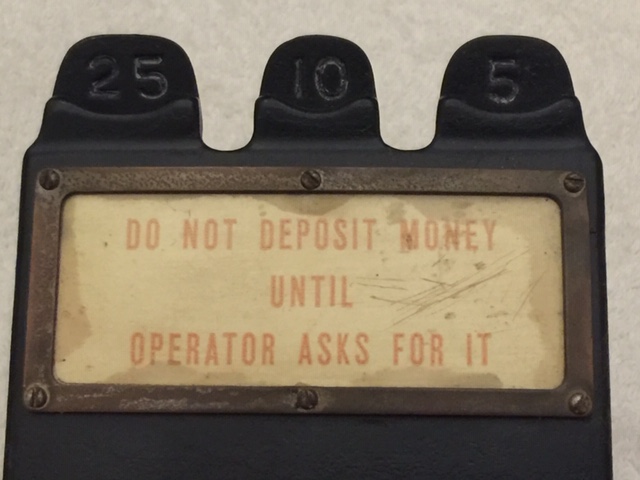 25 10 5
DO NOT DEPOSIT MONEY
UNTIL
OPERATOR ASKS FOR IT